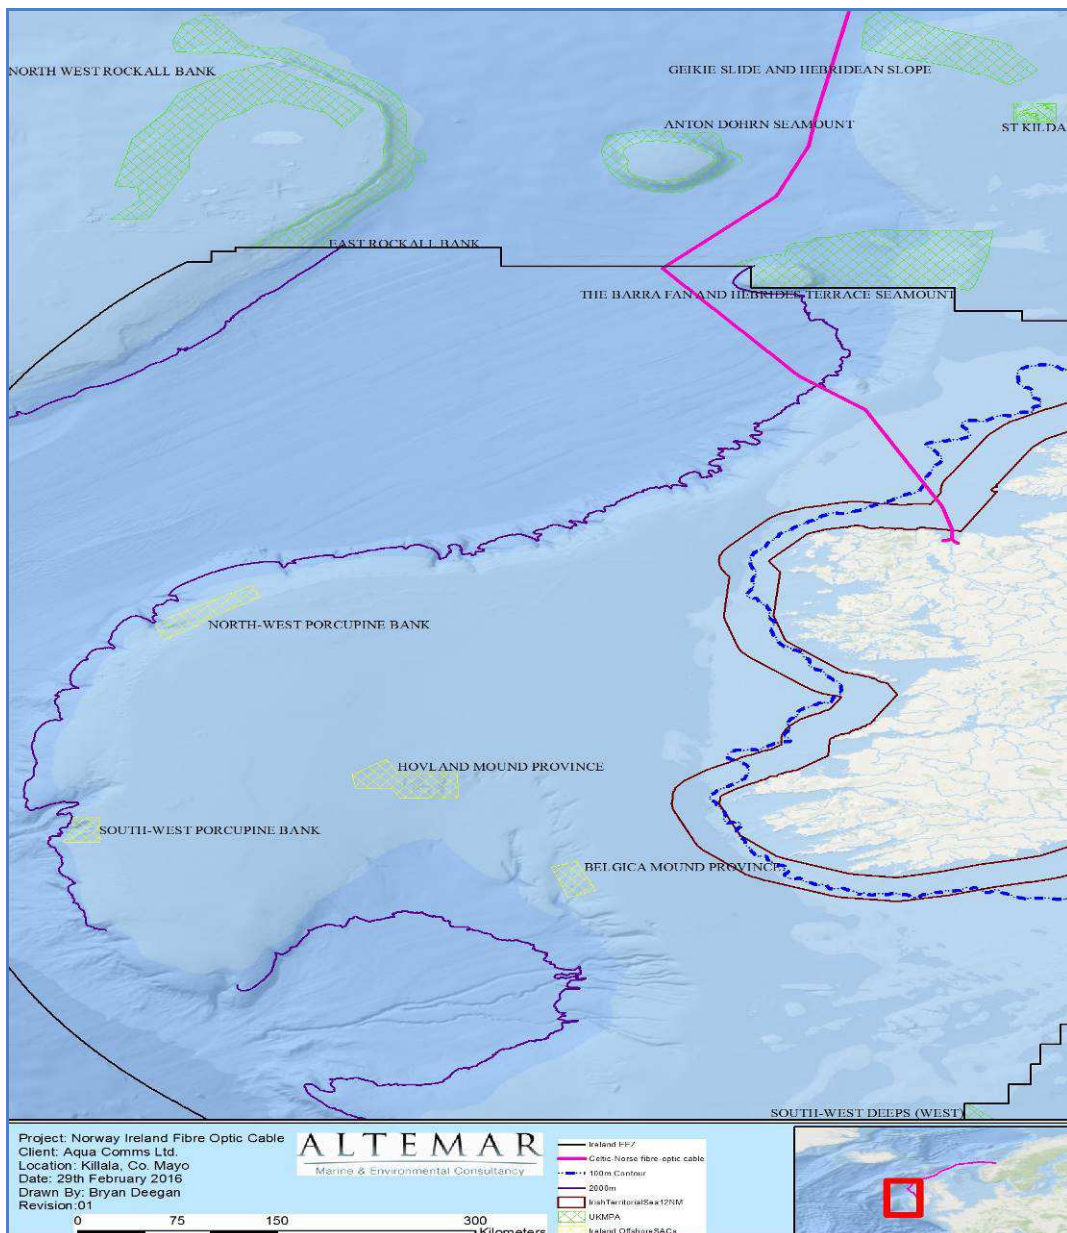 NORTH WEST ROCKALL BANK
GEIKIE SLIDE AND HEBRIDEAN SLOPE
ST KILDA
ANTON DOHRN SEAMOUNT
EAST ROCKALL BANK
THE BARRA FAN AND HEBRIDES TERRACE SEAMOUNT
NORTH-WEST PORCUPINE BANK
HOVLAND MOUND PROVINCE
SOUTH-WEST PORCUPINE BANK
BELGICA MOUND PROVINCE
SOUTH-WEST DEEPS (WEST)
Project: Norway Ireland Fibre Optic Cable
Client: Aqua Comms Ltd.
Location: Killala, Co. Mayo
Date: 29th February 2016
Drawn By: Bryan Deegan
Revision:01
0 75 150 300
Kilometers
ALTEMAR
Marine & Environmental Consultancy
Ireland EEZ
Celtic-Norse fibre-optic cable
100m Contour
2000m
IrishTerritorialSea12NM
UKMPA
Ireland Offshore SACs